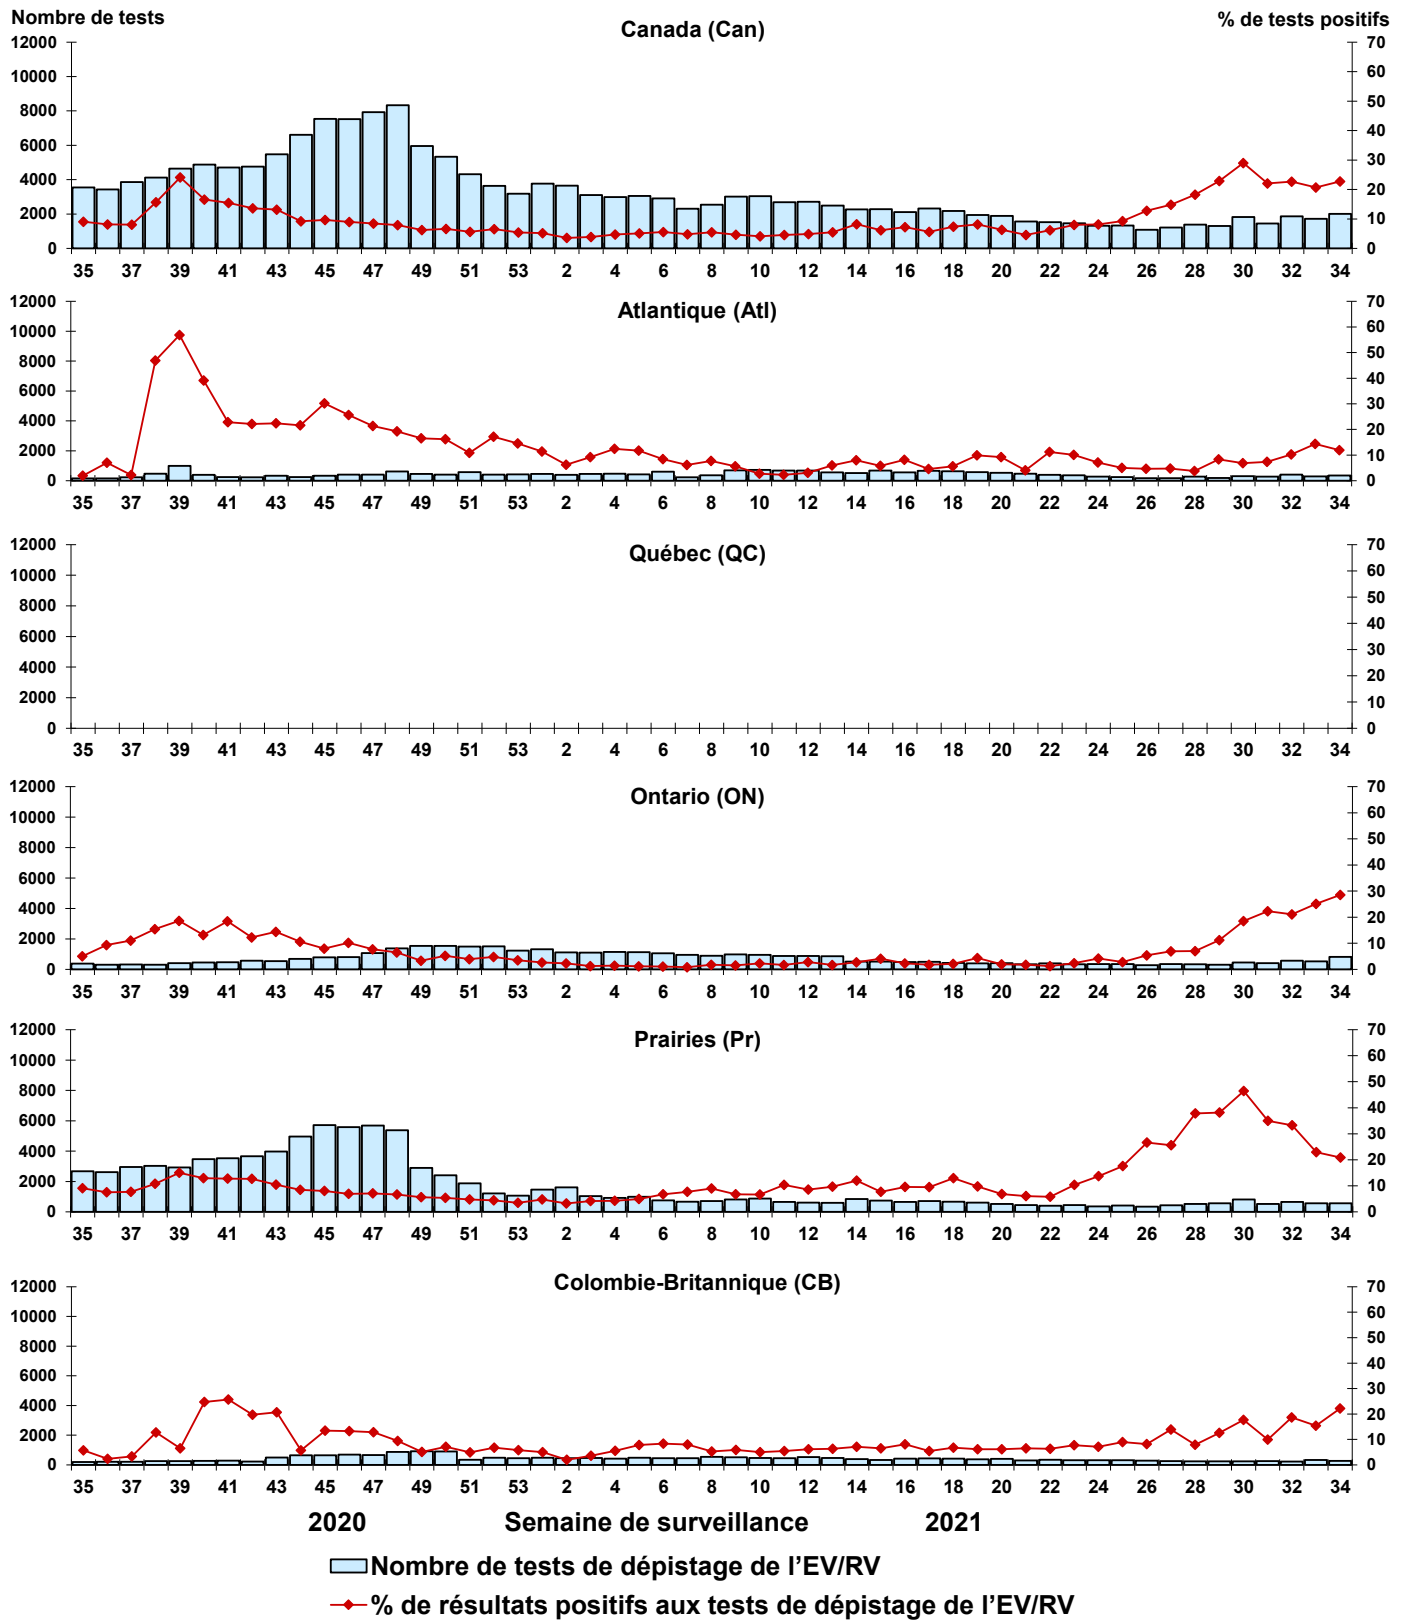 Nombre de tests
% de tests positifs
Canada (Can)
12000 70
10000 60
8000 50
6000 40
4000 30
2000 20
0 10
0
35 37 39 41 43 45 47 49 51 53 2 4 6 8 10 12 14 16 18 20 22 24 26 28 30 32 34
Atlantique (Atl)
12000 70
10000 60
8000 50
6000 40
4000 30
2000 20
0 10
0
35 37 39 41 43 45 47 49 51 53 2 4 6 8 10 12 14 16 18 20 22 24 26 28 30 32 34
Québec (QC)
12000 70
10000 60
8000 50
6000 40
4000 30
2000 20
0 10
0
35 37 39 41 43 45 47 49 51 53 2 4 6 8 10 12 14 16 18 20 22 24 26 28 30 32 34
Ontario (ON)
12000 70
10000 60
8000 50
6000 40
4000 30
2000 20
0 10
0
35 37 39 41 43 45 47 49 51 53 2 4 6 8 10 12 14 16 18 20 22 24 26 28 30 32 34
Prairies (Pr)
12000 70
10000 60
8000 50
6000 40
4000 30
2000 20
0 10
0
35 37 39 41 43 45 47 49 51 53 2 4 6 8 10 12 14 16 18 20 22 24 26 28 30 32 34
Colombie-Britannique (CB)
12000 70
10000 60
8000 50
6000 40
4000 30
2000 20
0 10
0
35 37 39 41 43 45 47 49 51 53 2 4 6 8 10 12 14 16 18 20 22 24 26 28 30 32 34
2020 Semaine de surveillance 2021
Nombre de tests de dépistage de l’EV/RV
% de résultats positifs aux tests de dépistage de l’EV/RV